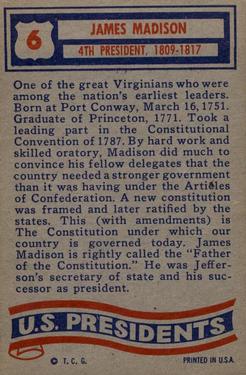 6
JAMES MADISON
4TH PRESIDENT, 1809-1817
One of the great Virginians who were
among the nation's earliest leaders.
Born at Port Conway, March 16, 1751.
Graduate of Princeton, 1771. Took a
leading part in the Constitutional
Convention of 1787. By hard work and
skilled oratory, Madison did much to
convince his fellow delegates that the
country needed a stronger government
than it was having under the Articles
of Confederation. A new constitution
was framed and later ratified by the
states. This (with amendments) is
The Constitution under which our
country is governed today. James
Madison is rightly called the "Father
of the Constitution." He was Jeffer-
son's secretary of state and his suc-
cessor as president.
U.S. PRESIDENTS
© T. C. G.
PRINTED IN U.S.A.